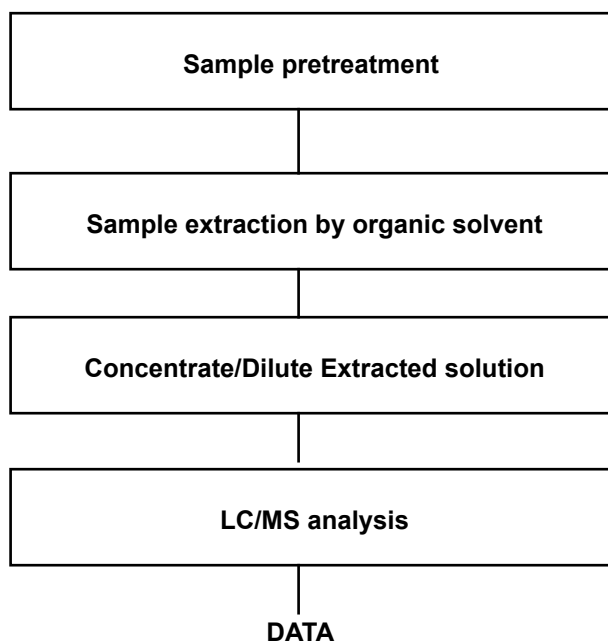 Sample pretreatment
Sample extraction by organic solvent
Concentrate/Dilute Extracted solution
LC/MS analysis
DATA